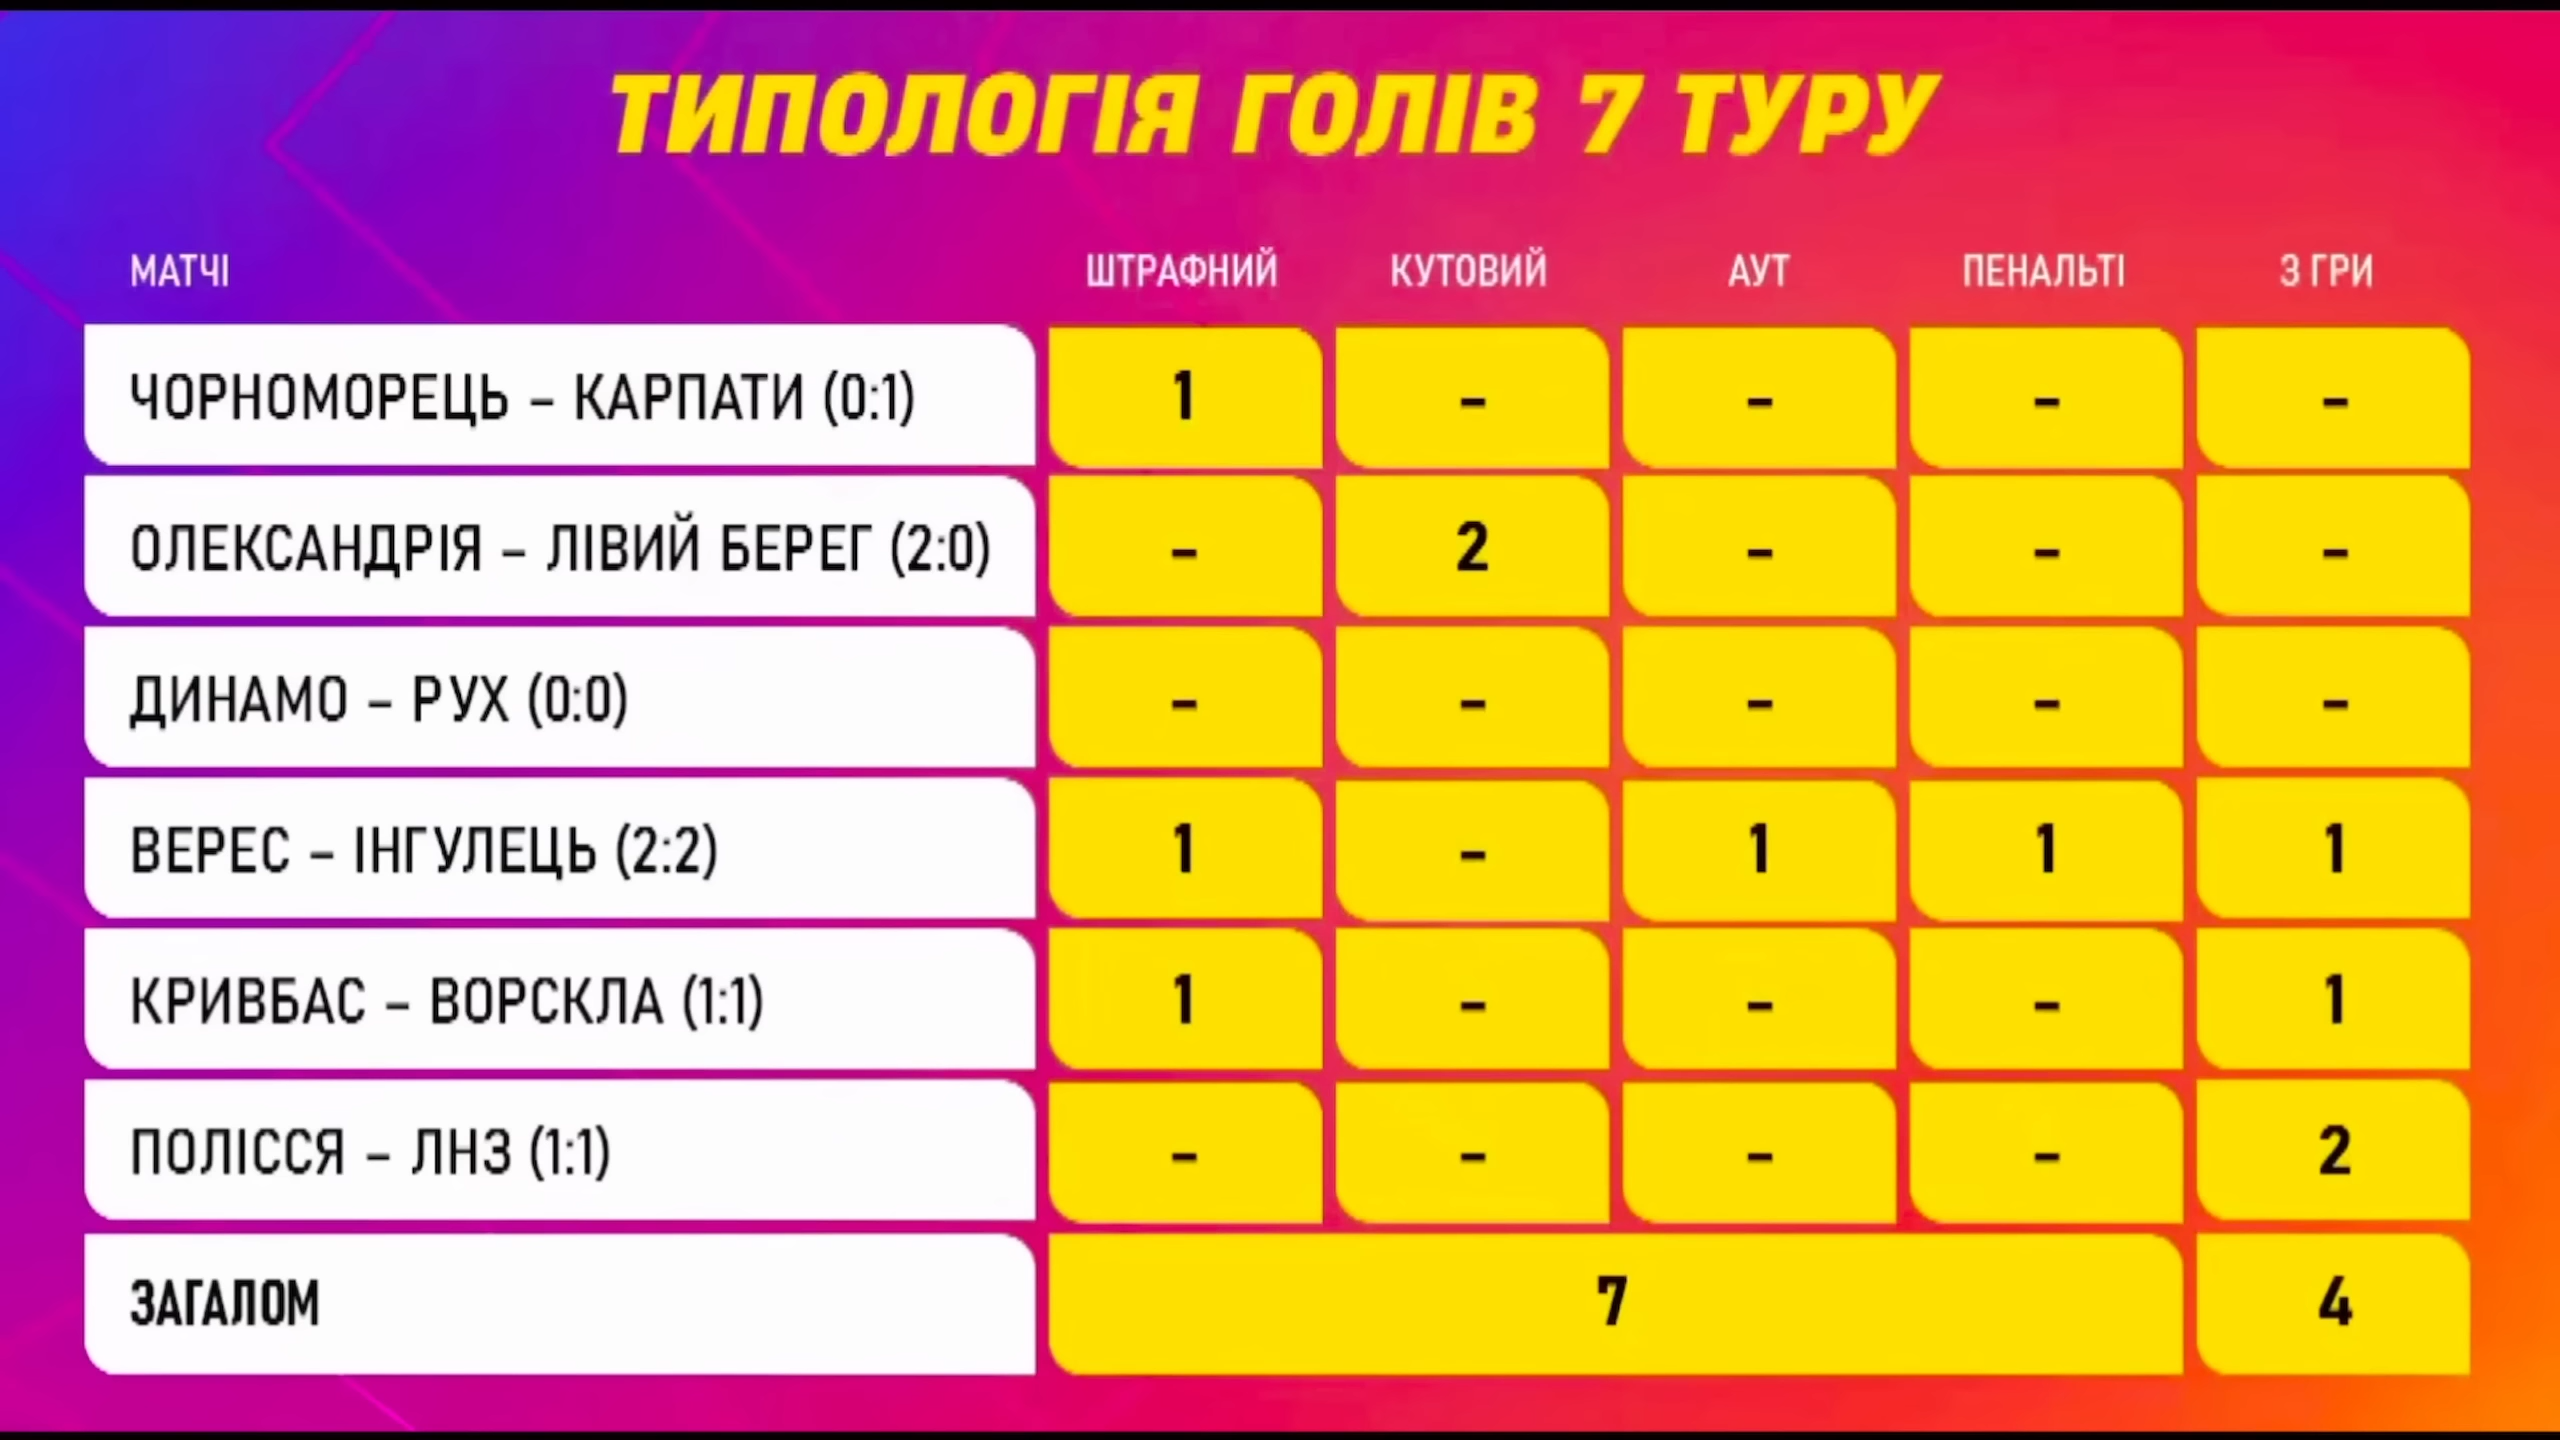 ТИПОЛОГІЯ ГОЛІВ 7 ТУРУ
МАТЧІ ШТРАФНИЙ КУТОВИЙ АУТ ПЕНАЛЬТІ З ГРИ
ЧОРНОМОРЕЦЬ – КАРПАТИ (0:1) 1 – – – –
ОЛЕКСАНДРІЯ – ЛІВИЙ БЕРЕГ (2:0) – 2 – – –
ДИНАМО – РУХ (0:0) – – – – –
ВЕРЕС – ІНГУЛЕЦЬ (2:2) 1 – 1 1 1
КРИВБАС – ВОРСКЛА (1:1) 1 – – – 1
ПОЛІССЯ – ЛНЗ (1:1) – – – – 2
ЗАГАЛОМ 7 4